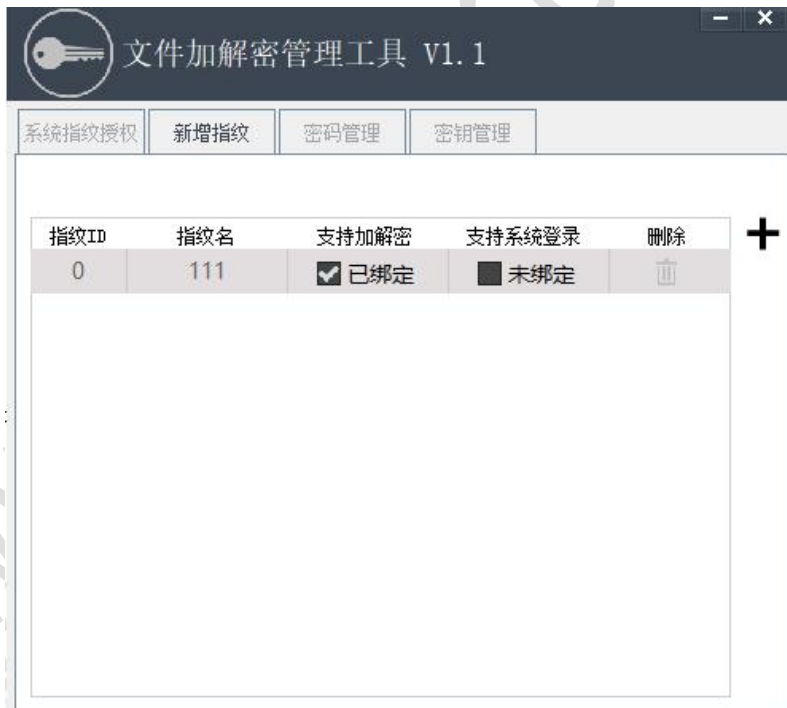 文件加解密管理工具 V1.1
系统指纹授权 新增指纹 密码管理 密钥管理
指纹ID 指纹名 支持加解密 支持系统登录 删除
0 111 已绑定 未绑定